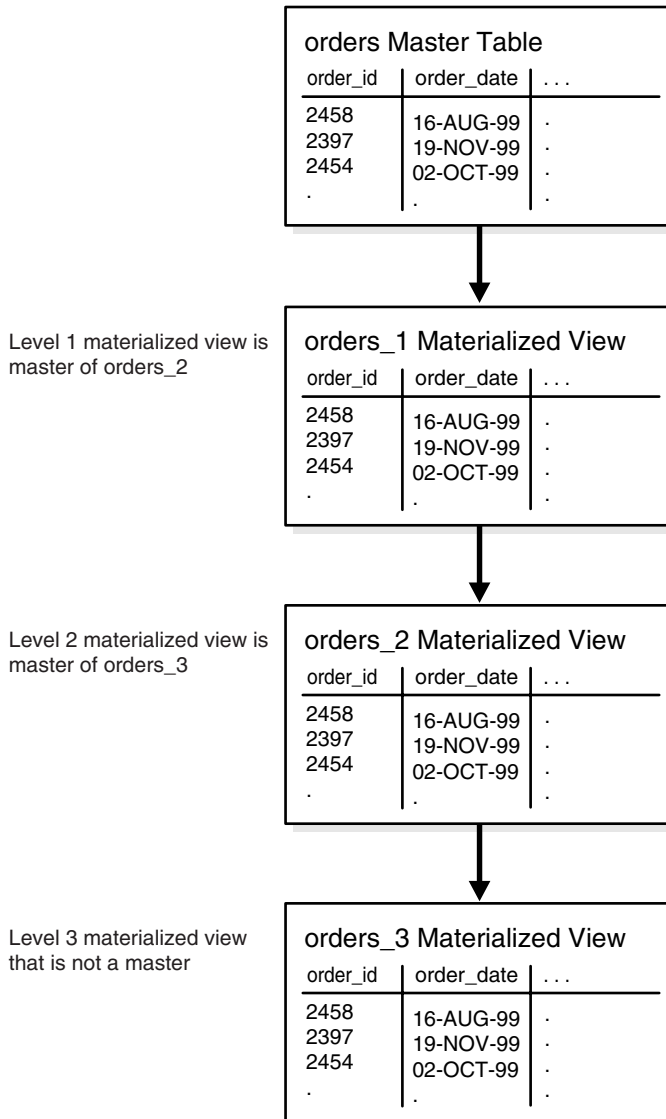 orders Master Table
order_id order_date . . .
2458 16-AUG-99 .
2397 19-NOV-99 .
2454 02-OCT-99 .
. . .
Level 1 materialized view is
master of orders_2
orders_1 Materialized View
order_id order_date . . .
2458 16-AUG-99 .
2397 19-NOV-99 .
2454 02-OCT-99 .
. . .
Level 2 materialized view is
master of orders_3
orders_2 Materialized View
order_id order_date . . .
2458 16-AUG-99 .
2397 19-NOV-99 .
2454 02-OCT-99 .
. . .
Level 3 materialized view
that is not a master
orders_3 Materialized View
order_id order_date . . .
2458 16-AUG-99 .
2397 19-NOV-99 .
2454 02-OCT-99 .
. . .